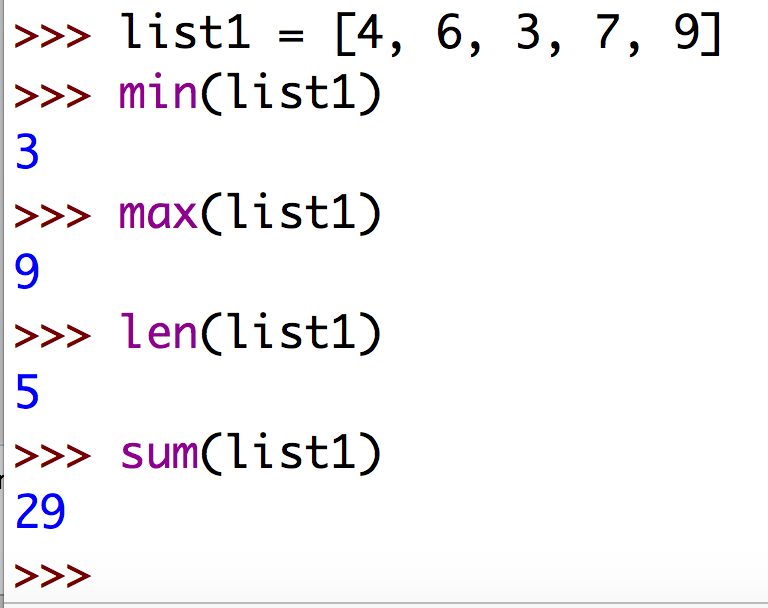 >>> list1 = [4, 6, 3, 7, 9]
>>> min(list1)
3
>>> max(list1)
9
>>> len(list1)
5
>>> sum(list1)
29
>>>